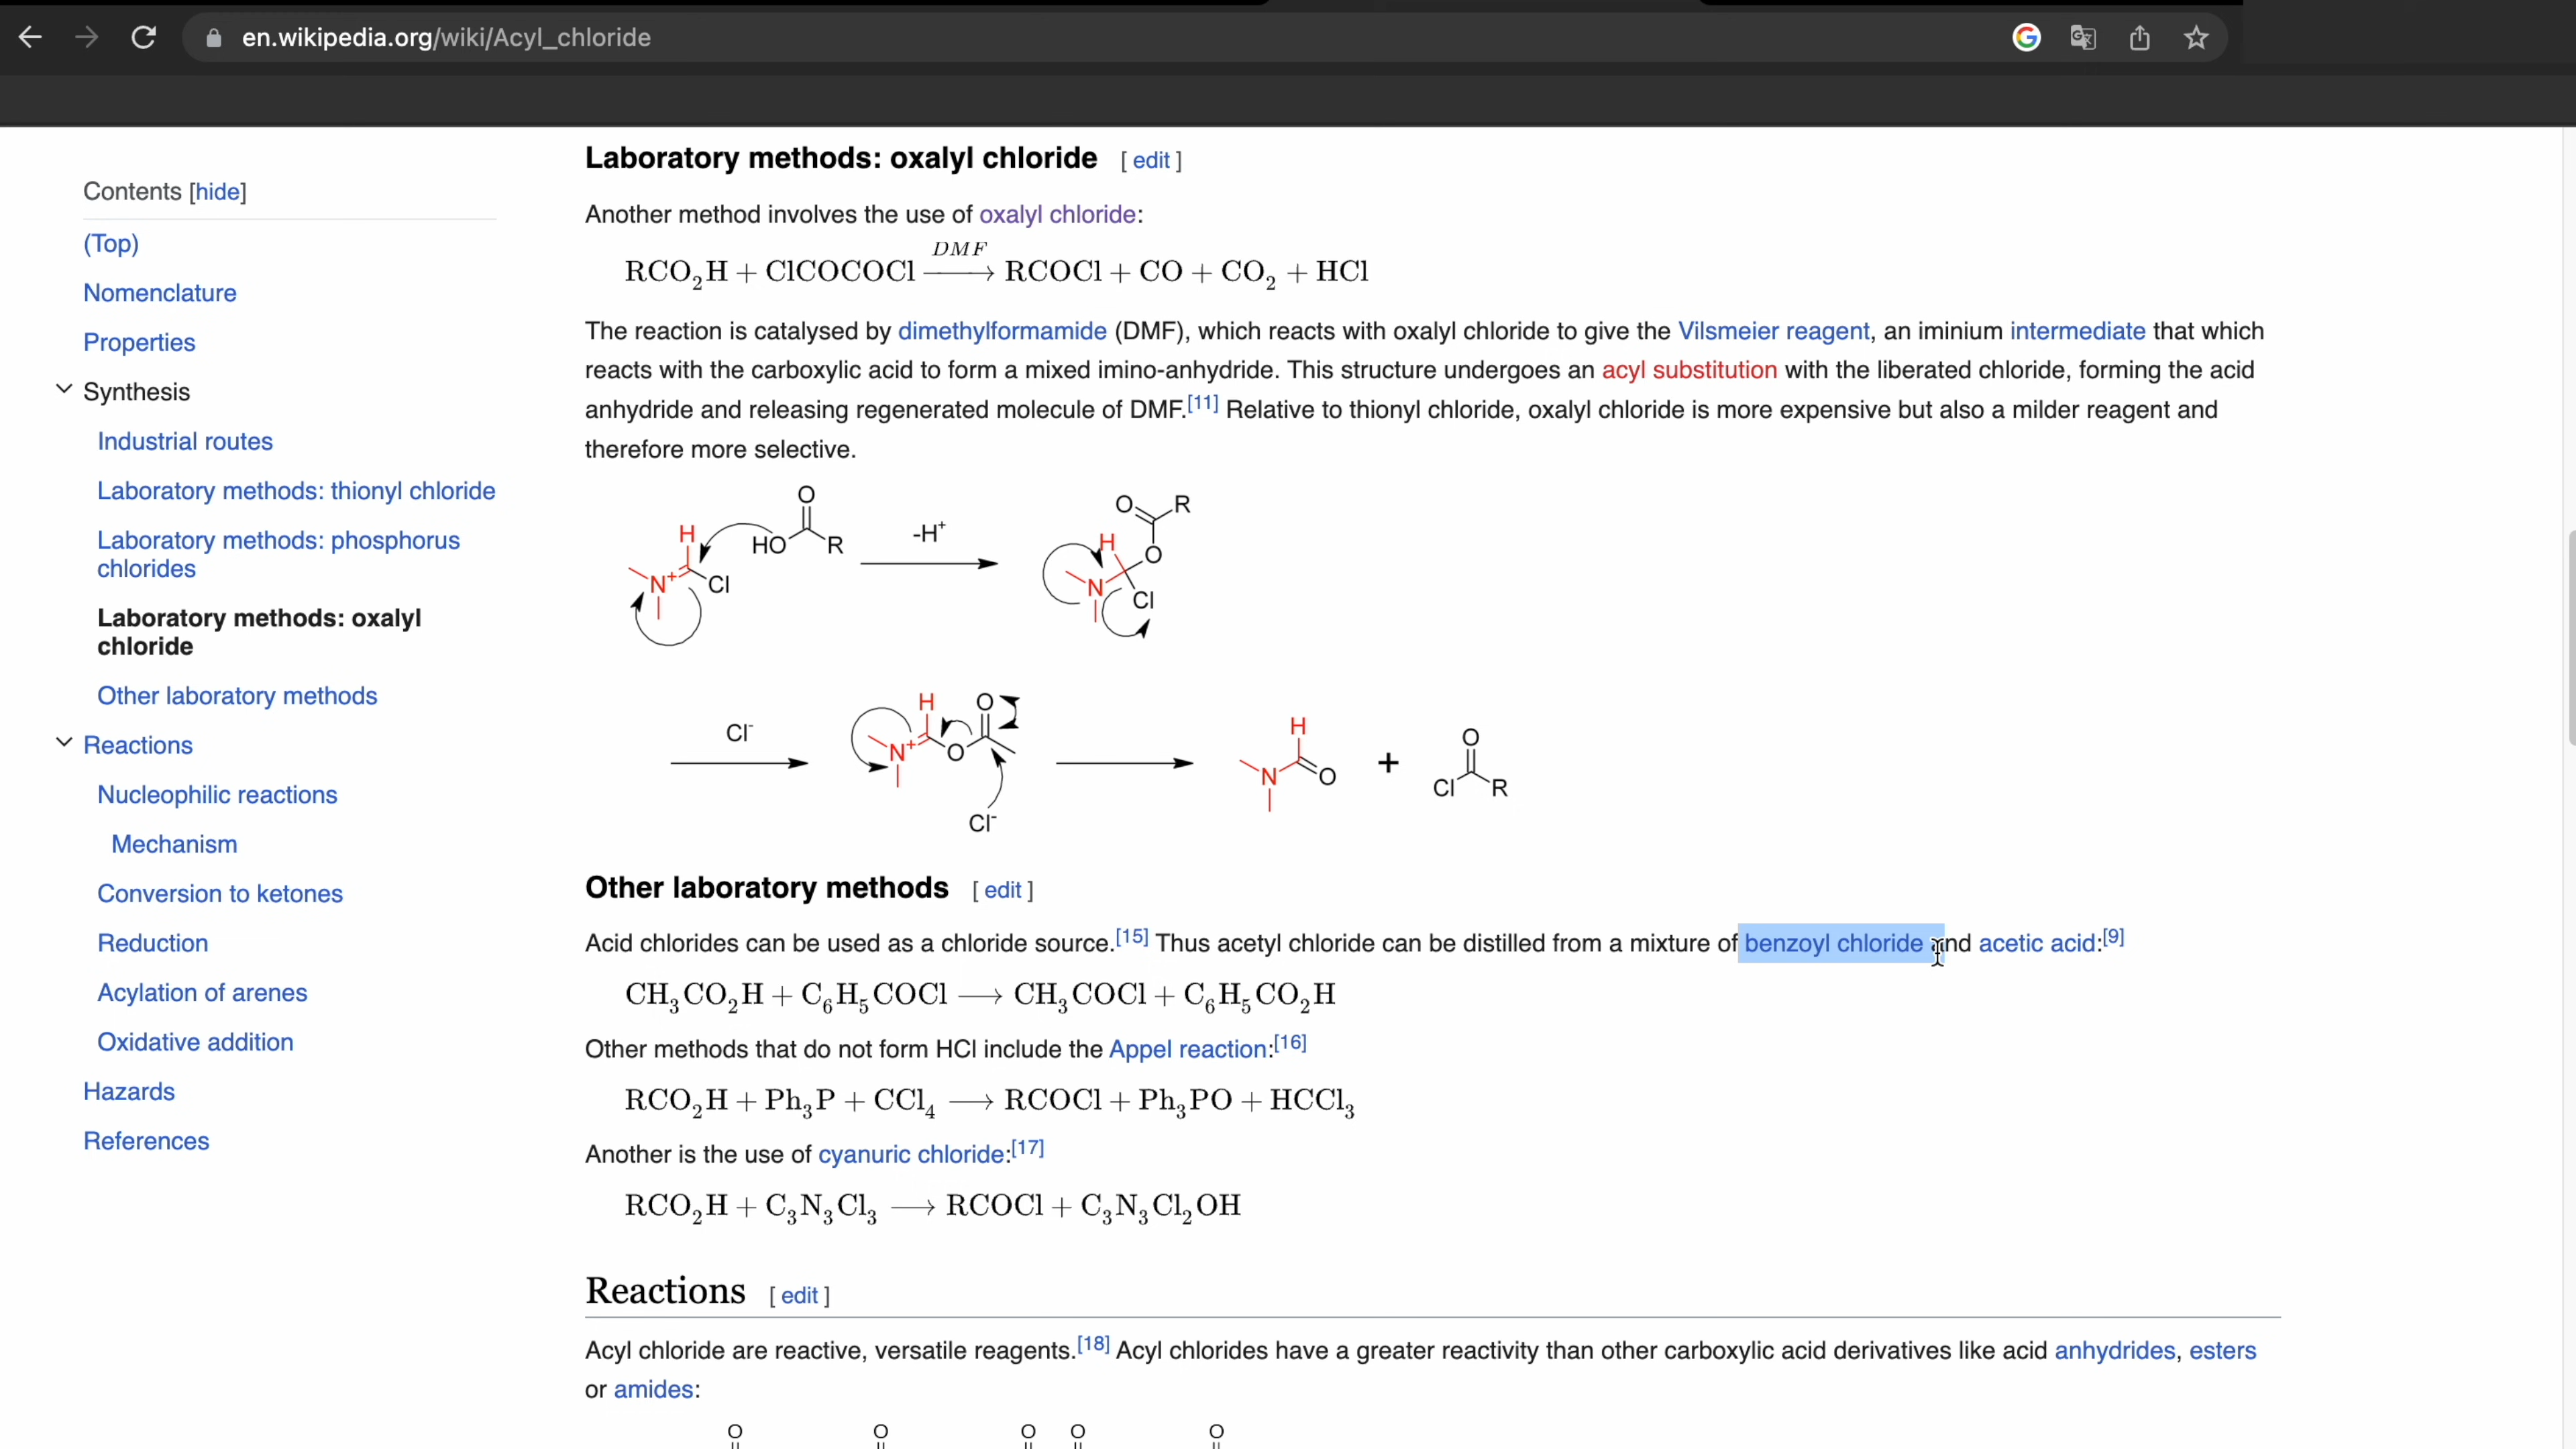 en.wikipedia.org/wiki/Acyl_chloride
Contents [hide]
(Top)
Nomenclature
Properties
Synthesis
Industrial routes
Laboratory methods: thionyl chloride
Laboratory methods: phosphorus
chlorides
Laboratory methods: oxalyl
chloride
Other laboratory methods
Reactions
Nucleophilic reactions
Mechanism
Conversion to ketones
Reduction
Acylation of arenes
Oxidative addition
Hazards
References
Laboratory methods: oxalyl chloride [ edit ]
Another method involves the use of oxalyl chloride:
DMF
RCO₂H + ClCOCOCl ⟶ RCOCl + CO + CO₂ + HCl
The reaction is catalysed by dimethylformamide (DMF), which reacts with oxalyl chloride to give the Vilsmeier reagent, an iminium intermediate that which
reacts with the carboxylic acid to form a mixed imino-anhydride. This structure undergoes an acyl substitution with the liberated chloride, forming the acid
anhydride and releasing regenerated molecule of DMF.[11] Relative to thionyl chloride, oxalyl chloride is more expensive but also a milder reagent and
therefore more selective.
H N⁺ Cl HO O R -H⁺ H N Cl O O R
Cl⁻ H N⁺ O O Cl⁻ H N O + O Cl R
Other laboratory methods [ edit ]
Acid chlorides can be used as a chloride source.[15] Thus acetyl chloride can be distilled from a mixture of benzoyl chloride and acetic acid:[9]
CH₃CO₂H + C₆H₅COCl ⟶ CH₃COCl + C₆H₅CO₂H
Other methods that do not form HCl include the Appel reaction:[16]
RCO₂H + Ph₃P + CCl₄ ⟶ RCOCl + Ph₃PO + HCCl₃
Another is the use of cyanuric chloride:[17]
RCO₂H + C₃N₃Cl₃ ⟶ RCOCl + C₃N₃Cl₂OH
Reactions [ edit ]
Acyl chloride are reactive, versatile reagents.[18] Acyl chlorides have a greater reactivity than other carboxylic acid derivatives like acid anhydrides, esters
or amides:
O O O O O